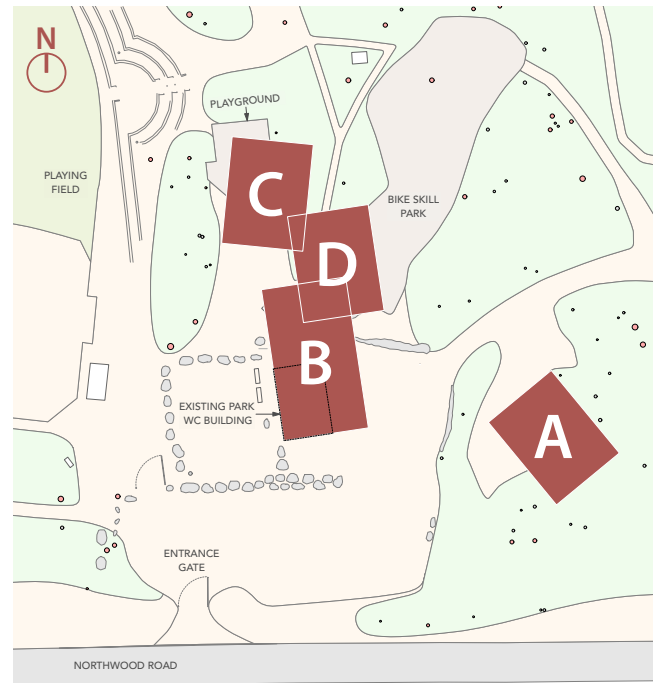 N
PLAYGROUND
PLAYING
FIELD
C
BIKE SKILL
PARK
D
B
EXISTING PARK
WC BUILDING
A
ENTRANCE
GATE
NORTHWOOD ROAD